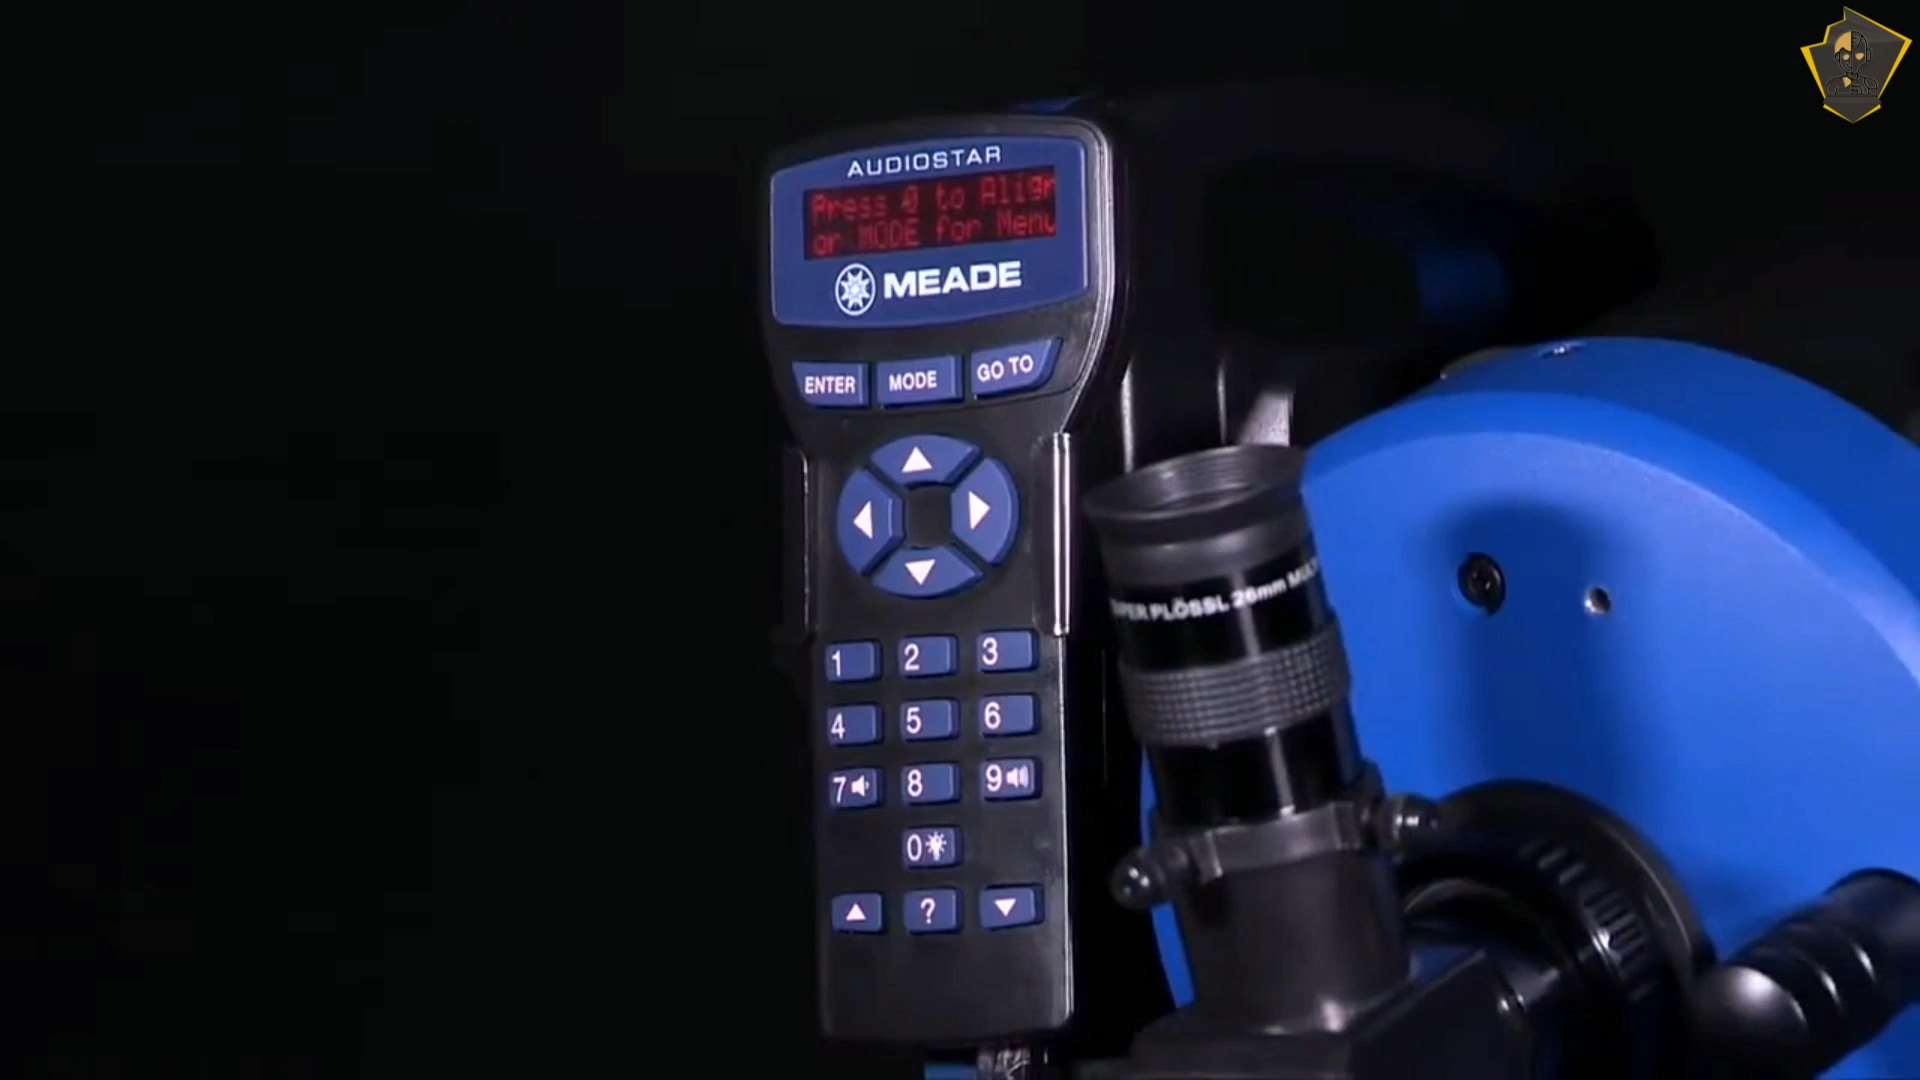 AUDIOSTAR
Press 0 to Align
or MODE for Menu
MEADE
ENTER MODE GO TO
1 2 3
4 5 6
7 8 9
0
?
PLÖSSL 26mm